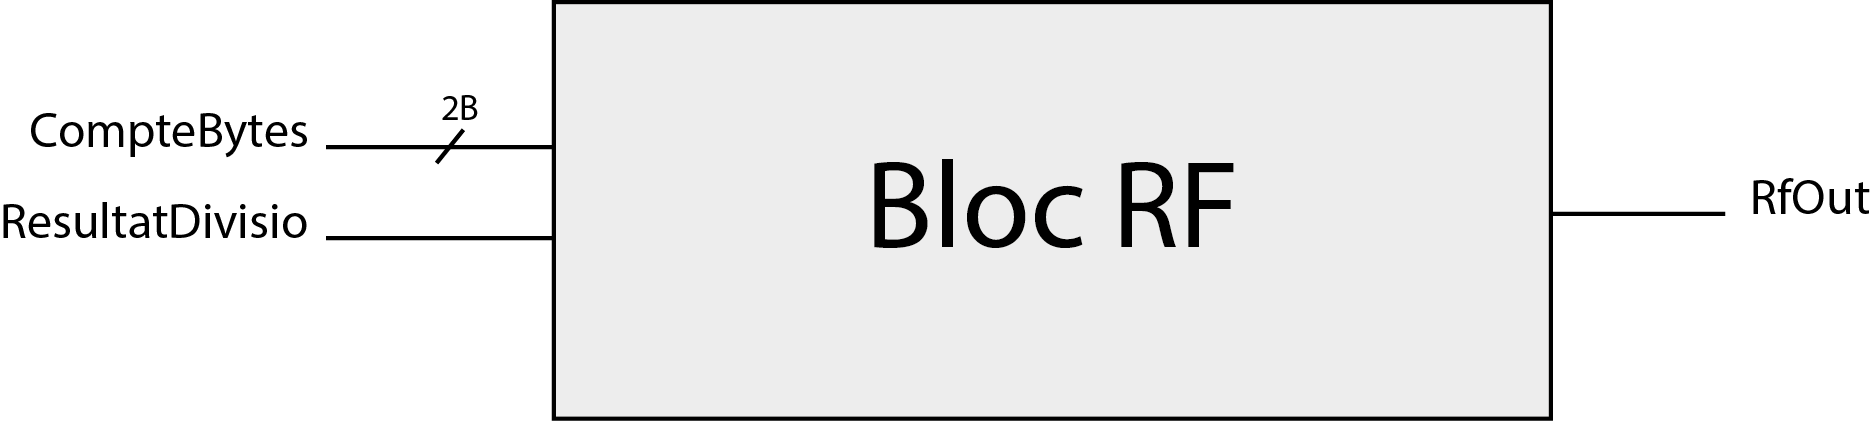 2B
CompteBytes
ResultatDivisio
Bloc RF
RfOut